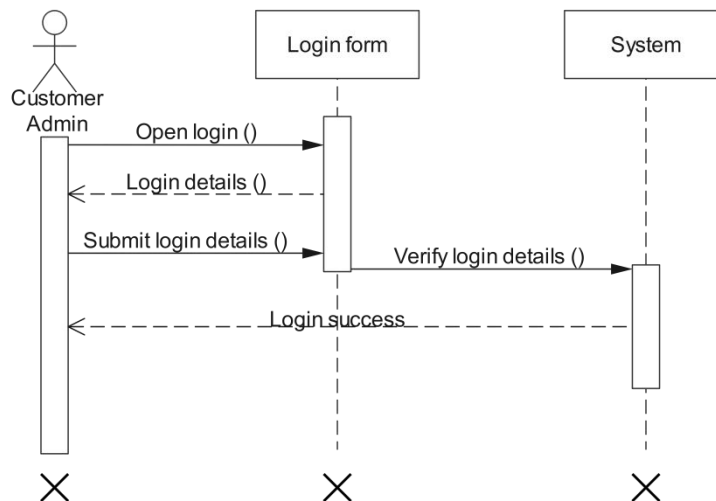 Login form
System
Customer
Admin
Open login ()
Login details ()
Submit login details ()
Verify login details ()
Login success